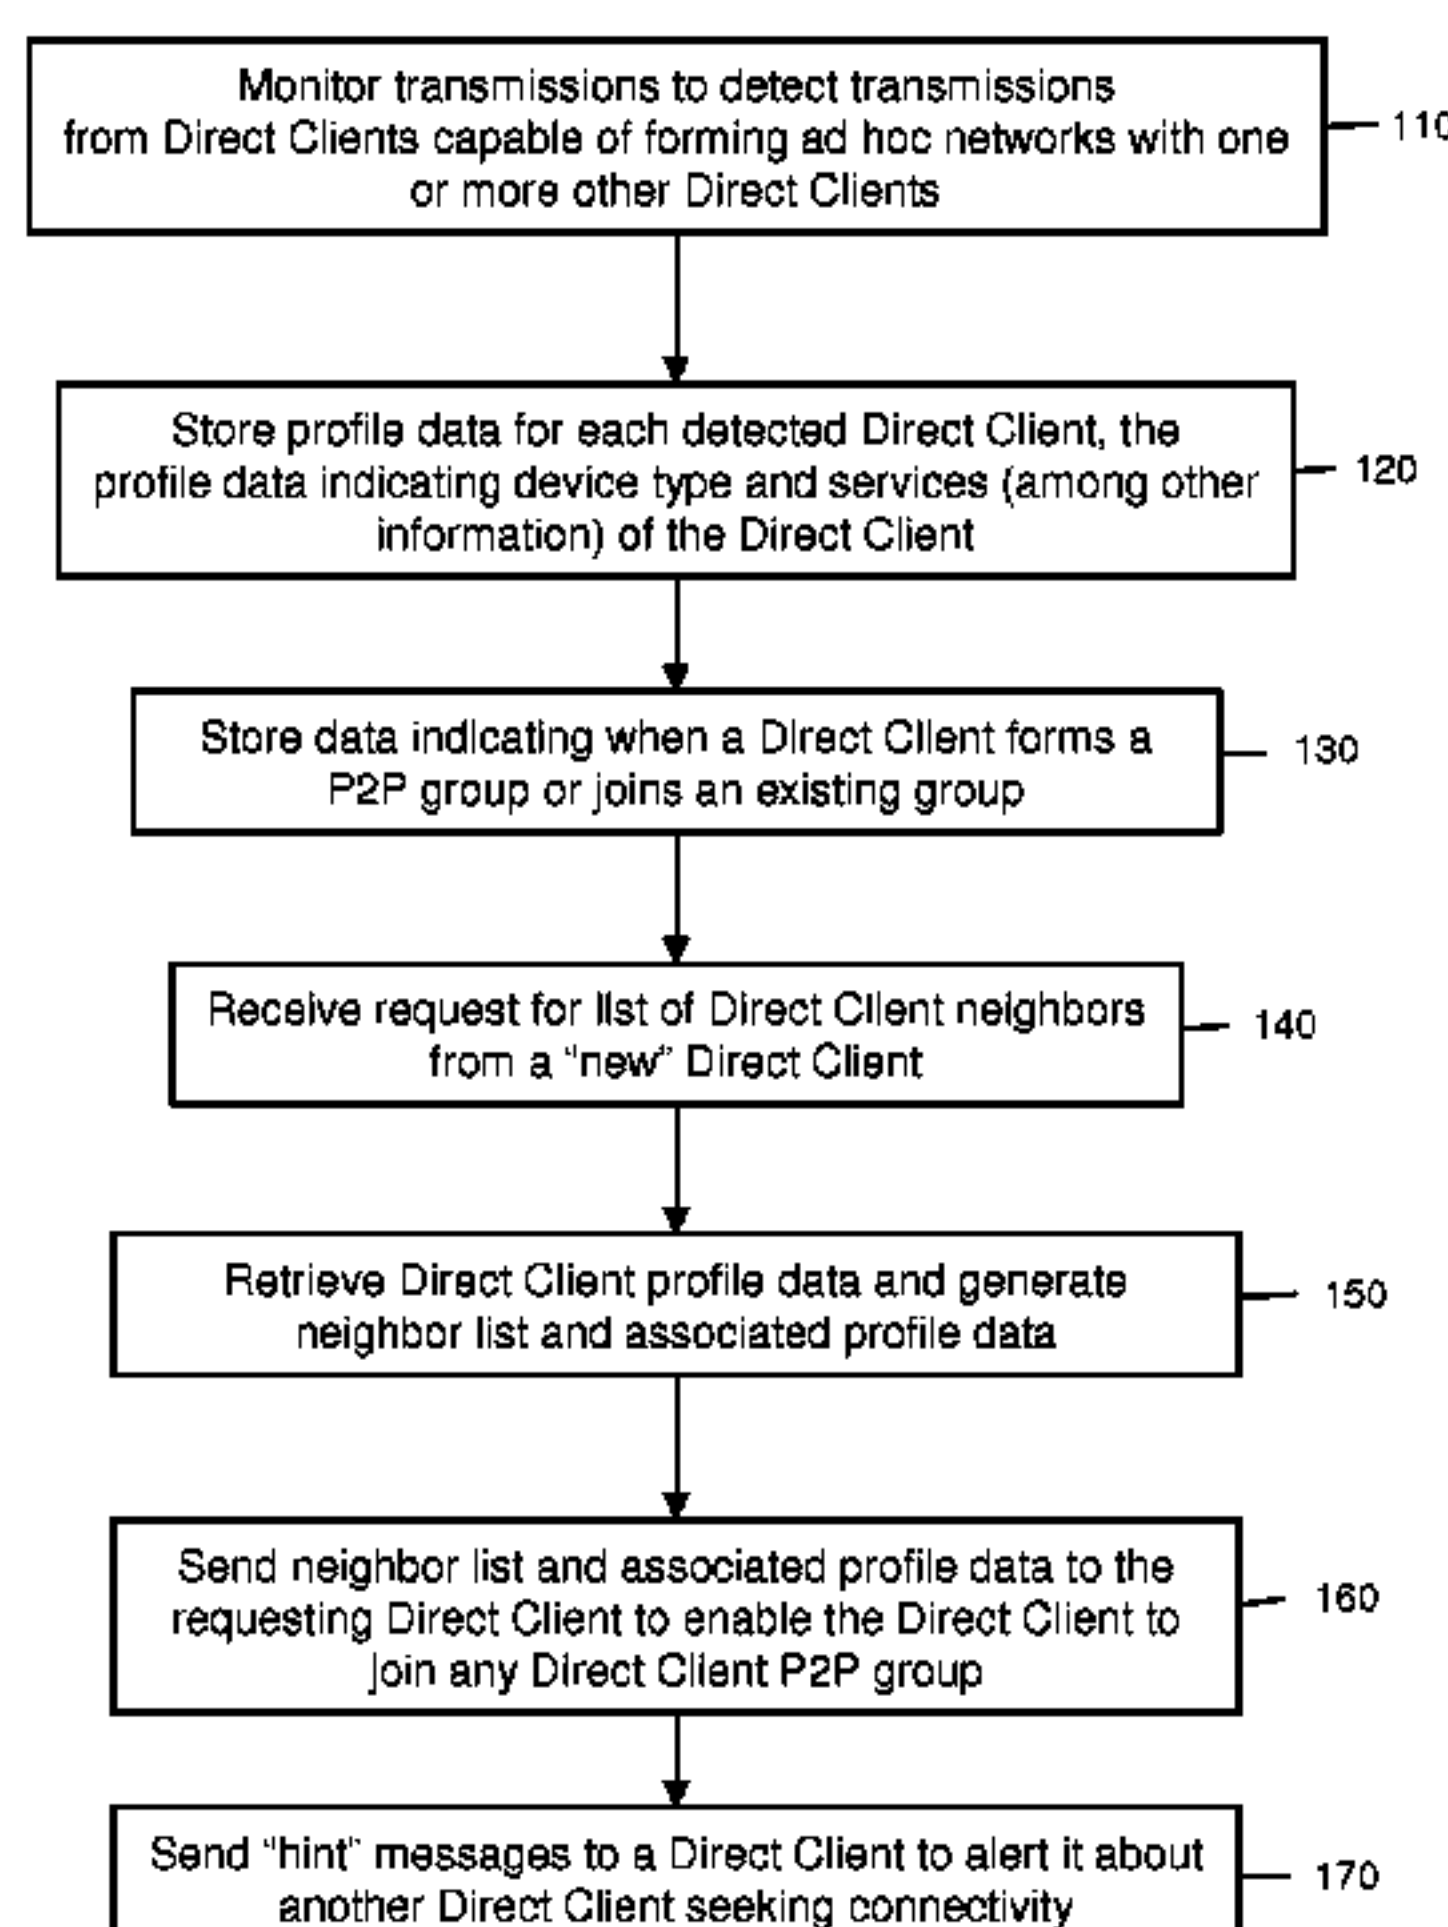 Monitor transmissions to detect transmissions
from Direct Clients capable of forming ad hoc networks with one
or more other Direct Clients
110
Store profile data for each detected Direct Client, the
profile data indicating device type and services (among other
information) of the Direct Client
120
Store data indicating when a Direct Client forms a
P2P group or joins an existing group
130
Receive request for list of Direct Client neighbors
from a "new" Direct Client
140
Retrieve Direct Client profile data and generate
neighbor list and associated profile data
150
Send neighbor list and associated profile data to the
requesting Direct Client to enable the Direct Client to
join any Direct Client P2P group
160
Send "hint" messages to a Direct Client to alert it about
another Direct Client seeking connectivity
170